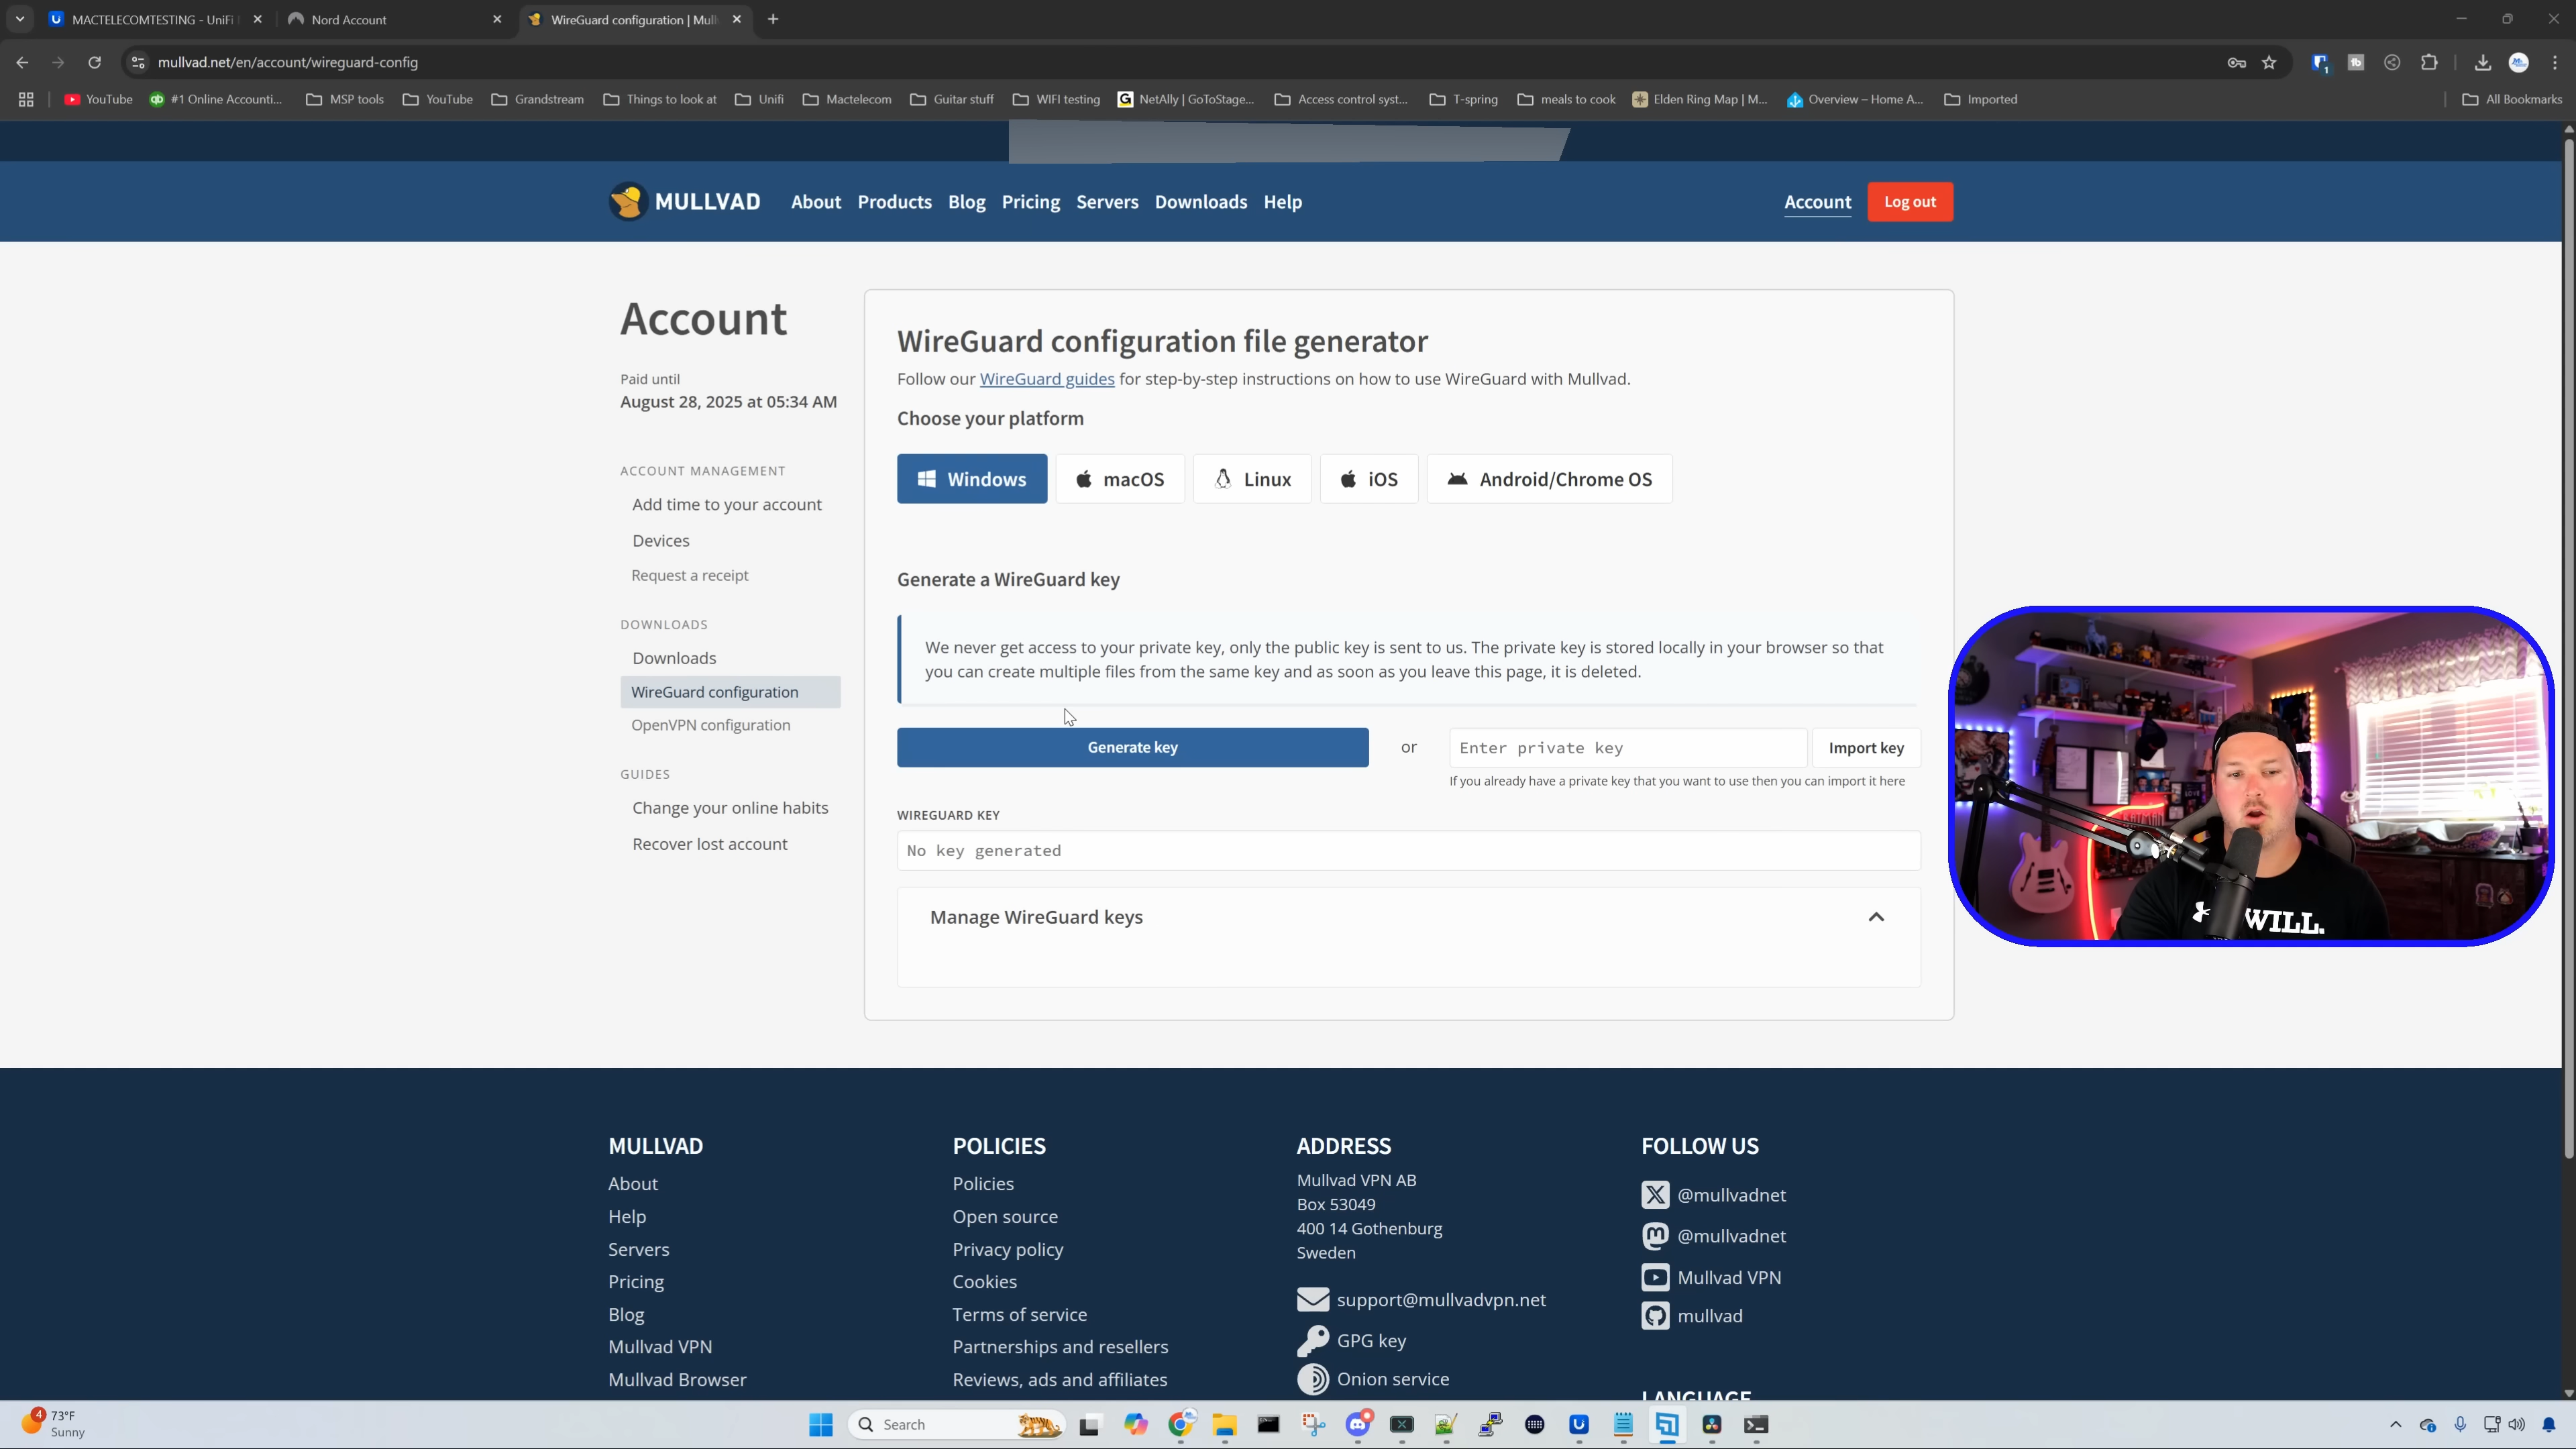 MACTELECOMTESTING - UniFi
Nord Account
WireGuard configuration | Mull
mullvad.net/en/account/wireguard-config
YouTube
#1 Online Accounti...
MSP tools
YouTube
Grandstream
Things to look at
Unifi
Mactelecom
Guitar stuff
WIFI testing
NetAlly | GoToStage...
Access control syst...
T-spring
meals to cook
Elden Ring Map | M...
Overview – Home A...
Imported
All Bookmarks
MULLVAD
About
Products
Blog
Pricing
Servers
Downloads
Help
Account
Log out
Account
Paid until
August 28, 2025 at 05:34 AM
ACCOUNT MANAGEMENT
Add time to your account
Devices
Request a receipt
DOWNLOADS
Downloads
WireGuard configuration
OpenVPN configuration
GUIDES
Change your online habits
Recover lost account
WireGuard configuration file generator
Follow our WireGuard guides for step-by-step instructions on how to use WireGuard with Mullvad.
Choose your platform
Windows
macOS
Linux
iOS
Android/Chrome OS
Generate a WireGuard key
We never get access to your private key, only the public key is sent to us. The private key is stored locally in your browser so that
you can create multiple files from the same key and as soon as you leave this page, it is deleted.
Generate key
or
Enter private key
Import key
If you already have a private key that you want to use then you can import it here
WIREGUARD KEY
No key generated
Manage WireGuard keys
WILL.
MULLVAD
About
Help
Servers
Pricing
Blog
Mullvad VPN
Mullvad Browser
POLICIES
Policies
Open source
Privacy policy
Cookies
Terms of service
Partnerships and resellers
Reviews, ads and affiliates
ADDRESS
Mullvad VPN AB
Box 53049
400 14 Gothenburg
Sweden
support@mullvadvpn.net
GPG key
Onion service
FOLLOW US
@mullvadnet
@mullvadnet
Mullvad VPN
mullvad
LANGUAGE
4
73°F
Sunny
Search